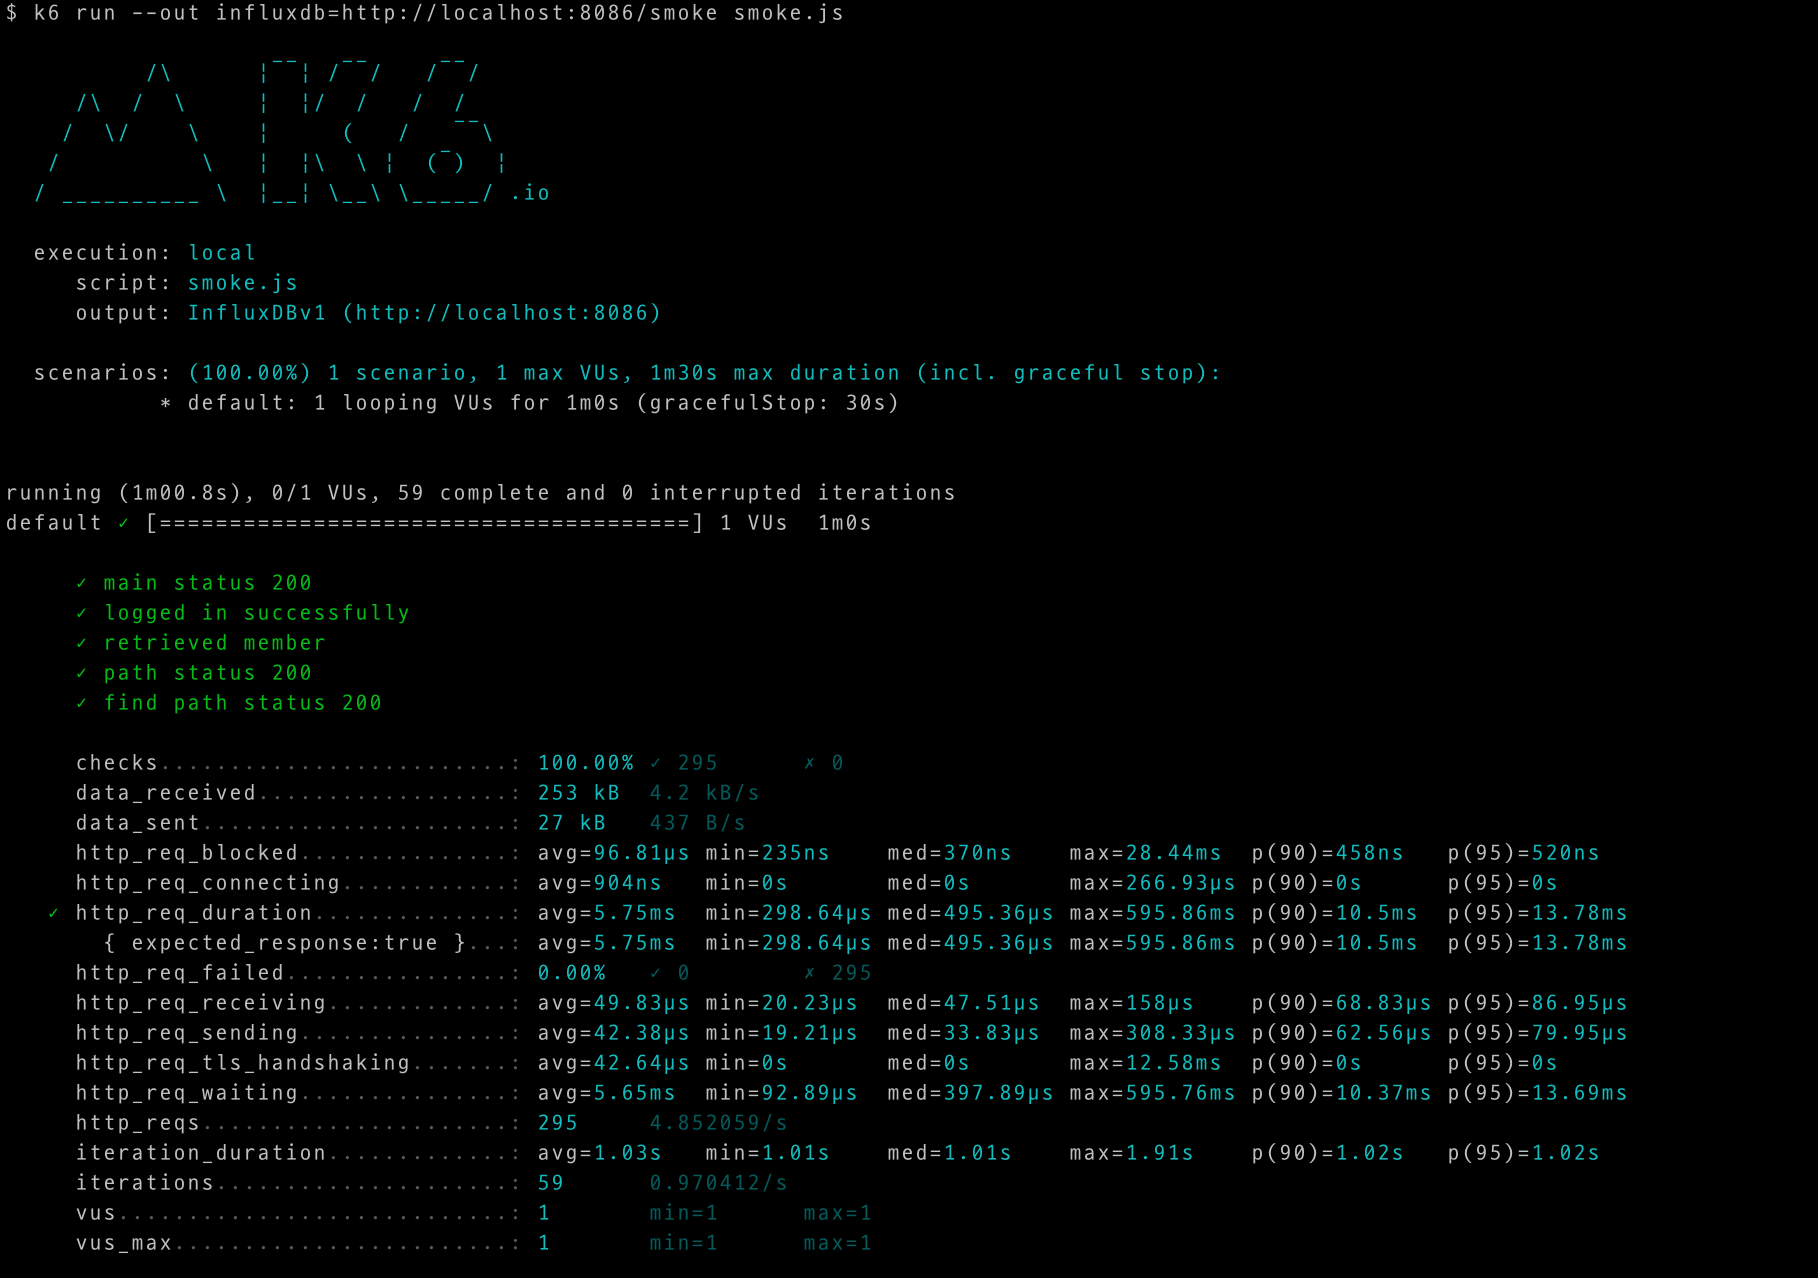 $ k6 run --out influxdb=http://localhost:8086/smoke smoke.js
          /\      |‾‾| /‾‾/   /‾‾/
     /\  /  \     |  |/  /   /  /
    /  \/    \    |     (   /   ‾‾\
   /          \   |  |\  \ |  (‾)  |
  / __________ \  |__| \__\ \_____/ .io
execution: local
script: smoke.js
output: InfluxDBv1 (http://localhost:8086)
scenarios: (100.00%) 1 scenario, 1 max VUs, 1m30s max duration (incl. graceful stop):
* default: 1 looping VUs for 1m0s (gracefulStop: 30s)
running (1m00.8s), 0/1 VUs, 59 complete and 0 interrupted iterations
default ✓ [======================================] 1 VUs  1m0s
✓ main status 200
✓ logged in successfully
✓ retrieved member
✓ path status 200
✓ find path status 200
checks.........................: 100.00% ✓ 295      ✗ 0
data_received..................: 253 kB  4.2 kB/s
data_sent......................: 27 kB   437 B/s
http_req_blocked...............: avg=96.81µs min=235ns    med=370ns    max=28.44ms  p(90)=458ns   p(95)=520ns
http_req_connecting............: avg=904ns   min=0s       med=0s       max=266.93µs p(90)=0s      p(95)=0s
✓ http_req_duration..............: avg=5.75ms  min=298.64µs med=495.36µs max=595.86ms p(90)=10.5ms  p(95)=13.78ms
{ expected_response:true }...: avg=5.75ms  min=298.64µs med=495.36µs max=595.86ms p(90)=10.5ms  p(95)=13.78ms
http_req_failed................: 0.00%   ✓ 0        ✗ 295
http_req_receiving.............: avg=49.83µs min=20.23µs  med=47.51µs  max=158µs    p(90)=68.83µs p(95)=86.95µs
http_req_sending...............: avg=42.38µs min=19.21µs  med=33.83µs  max=308.33µs p(90)=62.56µs p(95)=79.95µs
http_req_tls_handshaking.......: avg=42.64µs min=0s       med=0s       max=12.58ms  p(90)=0s      p(95)=0s
http_req_waiting...............: avg=5.65ms  min=92.89µs  med=397.89µs max=595.76ms p(90)=10.37ms p(95)=13.69ms
http_reqs......................: 295     4.852059/s
iteration_duration.............: avg=1.03s   min=1.01s    med=1.01s    max=1.91s    p(90)=1.02s   p(95)=1.02s
iterations.....................: 59      0.970412/s
vus............................: 1       min=1      max=1
vus_max........................: 1       min=1      max=1